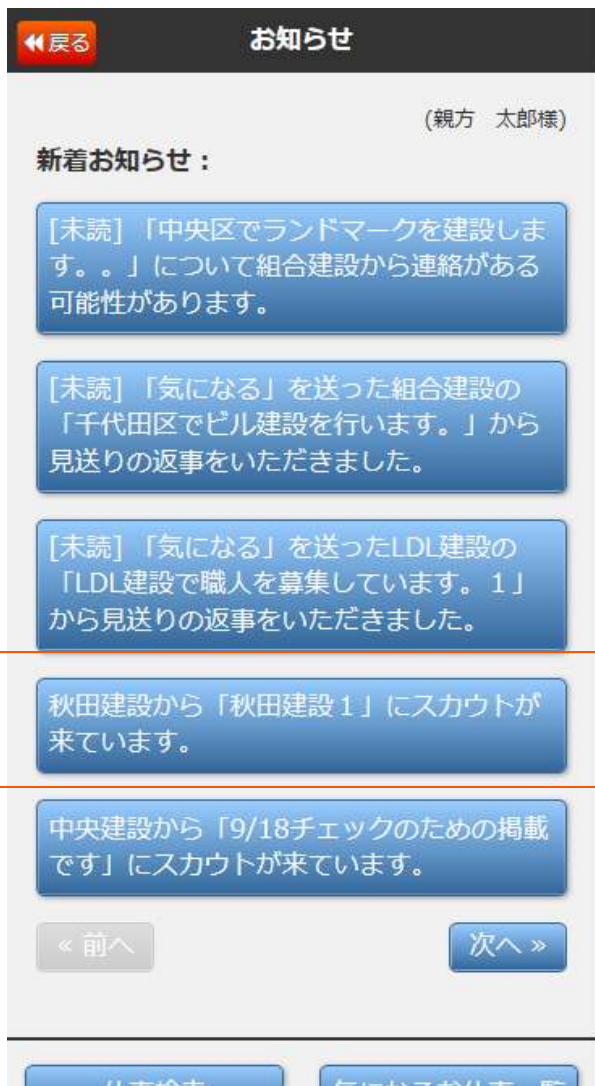 戻る
お知らせ
(親方　太郎様)
新着お知らせ：
[未読] 「中央区でランドマークを建設しま
す。。」について組合建設から連絡がある
可能性があります。
[未読] 「気になる」を送った組合建設の
「千代田区でビル建設を行います。」から
見送りの返事をいただきました。
[未読] 「気になる」を送ったLDL建設の
「LDL建設で職人を募集しています。１」
から見送りの返事をいただきました。
秋田建設から「秋田建設１」にスカウトが
来ています。
中央建設から「9/18チェックのための掲載
です」にスカウトが来ています。
« 前へ
次へ »